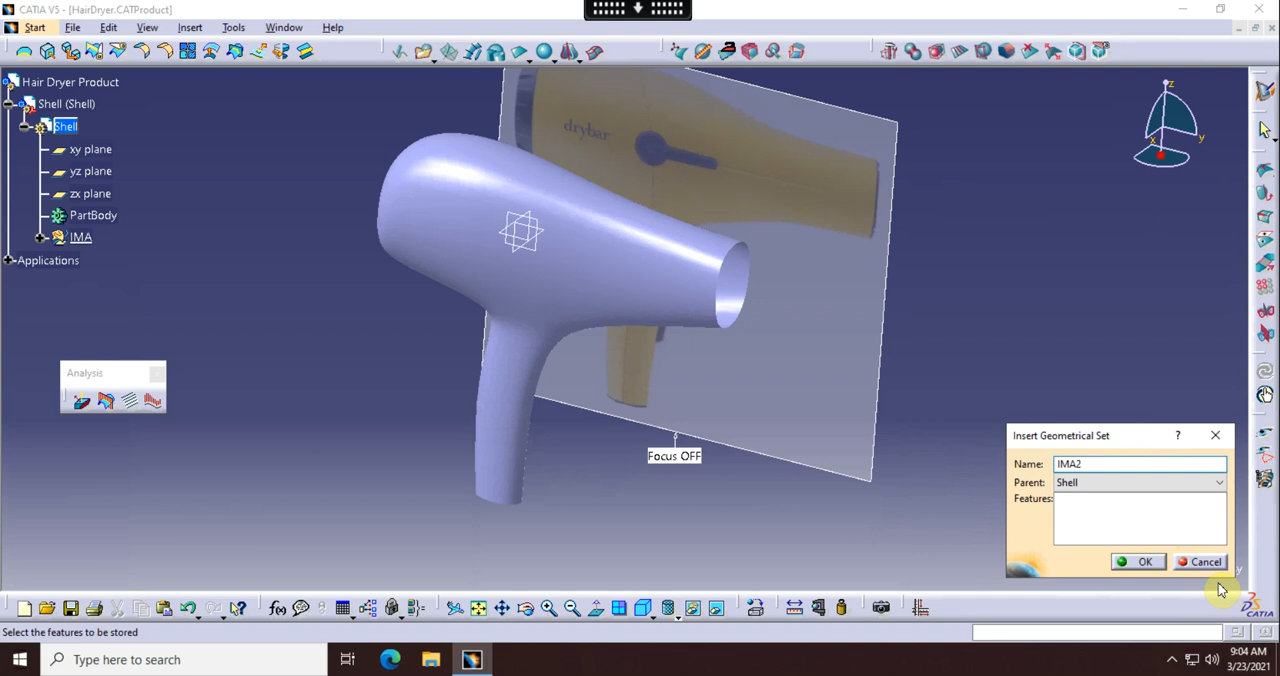 CATIA V5 - [HairDryer.CATProduct]
Start File Edit View Insert Tools Window Help
Hair Dryer Product
Shell (Shell)
Shell
xy plane
yz plane
zx plane
PartBody
IMA
Applications
drybar
z
x
y
Analysis
Focus OFF
Insert Geometrical Set ?
Name: IMA2
Parent: Shell
Features:
OK Cancel
f(x)
CATIA
Select the features to be stored
Type here to search
9:04 AM
3/23/2021